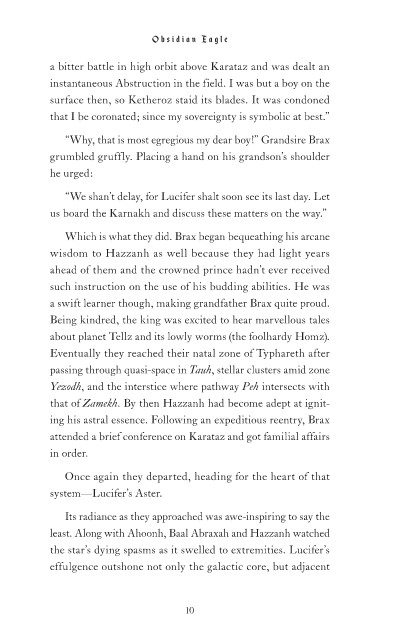 Obsidian Eagle
a bitter battle in high orbit above Karataz and was dealt an
instantaneous Abstruction in the field. I was but a boy on the
surface then, so Ketheroz staid its blades. It was condoned
that I be coronated; since my sovereignty is symbolic at best.”
“Why, that is most egregious my dear boy!” Grandsire Brax
grumbled gruffly. Placing a hand on his grandson’s shoulder
he urged:
“We shan’t delay, for Lucifer shalt soon see its last day. Let
us board the Karnakh and discuss these matters on the way.”
Which is what they did. Brax began bequeathing his arcane
wisdom to Hazzanh as well because they had light years
ahead of them and the crowned prince hadn’t ever received
such instruction on the use of his budding abilities. He was
a swift learner though, making grandfather Brax quite proud.
Being kindred, the king was excited to hear marvellous tales
about planet Tellz and its lowly worms (the foolhardy Homz).
Eventually they reached their natal zone of Typhareth after
passing through quasi-space in Tauh, stellar clusters amid zone
Yezodh, and the interstice where pathway Peh intersects with
that of Zamekh. By then Hazzanh had become adept at ignit-
ing his astral essence. Following an expeditious reentry, Brax
attended a brief conference on Karataz and got familial affairs
in order.
Once again they departed, heading for the heart of that
system—Lucifer’s Aster.
Its radiance as they approached was awe-inspiring to say the
least. Along with Ahoonh, Baal Abraxah and Hazzanh watched
the star’s dying spasms as it swelled to extremities. Lucifer’s
effulgence outshone not only the galactic core, but adjacent
10